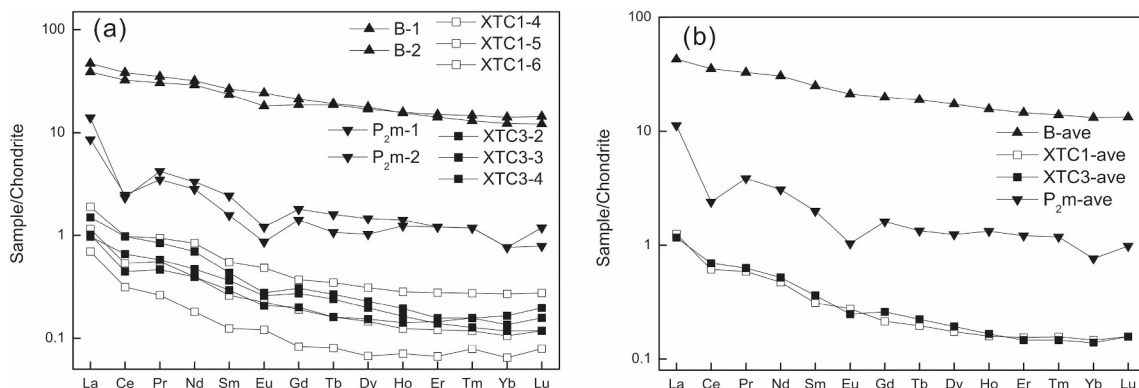 (a)
B-1
B-2
XTC1-4
XTC1-5
XTC1-6
P₂m-1
P₂m-2
XTC3-2
XTC3-3
XTC3-4
Sample/Chondrite
100
10
1
0.1
La Ce Pr Nd Sm Eu Gd Tb Dy Ho Er Tm Yb Lu
(b)
B-ave
XTC1-ave
XTC3-ave
P₂m-ave
Sample/Chondrite
100
10
1
0.1
La Ce Pr Nd Sm Eu Gd Tb Dy Ho Er Tm Yb Lu